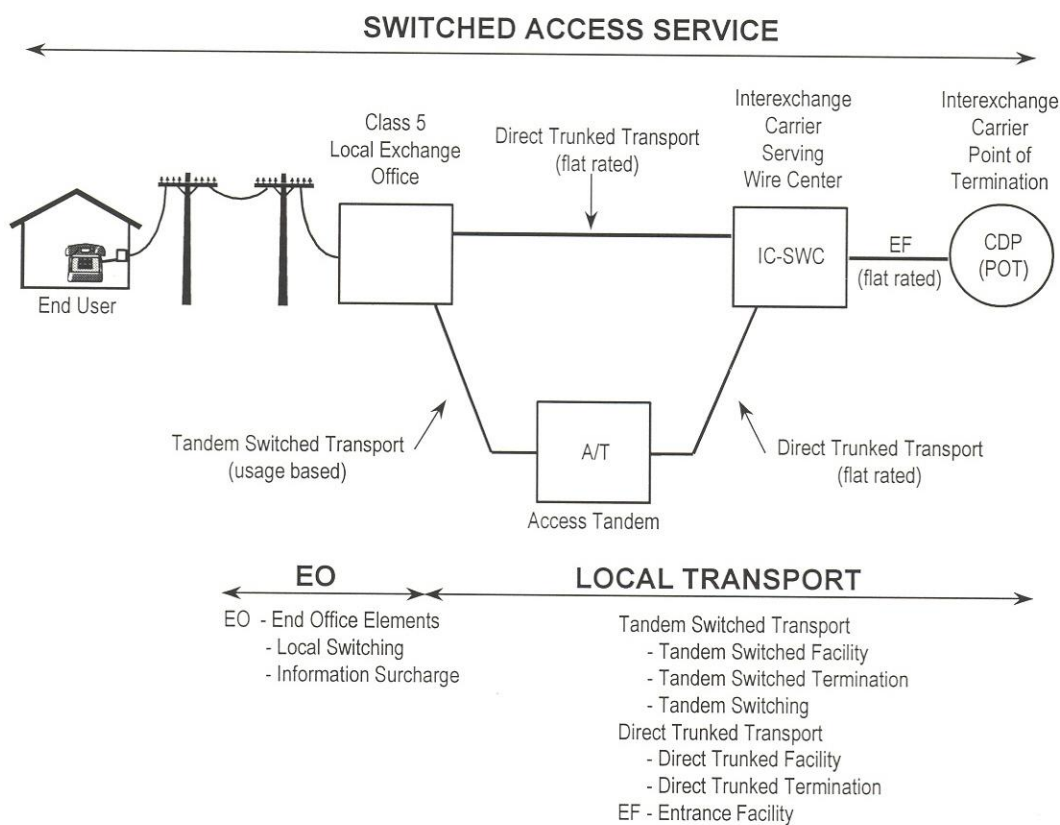 SWITCHED ACCESS SERVICE
Class 5
Local Exchange
Office
Direct Trunked Transport
(flat rated)
Interexchange
Carrier
Serving
Wire Center
Interexchange
Carrier
Point of
Termination
End User
IC-SWC
EF
(flat rated)
CDP
(POT)
Tandem Switched Transport
(usage based)
A/T
Access Tandem
Direct Trunked Transport
(flat rated)
EO
EO - End Office Elements
- Local Switching
- Information Surcharge
LOCAL TRANSPORT
Tandem Switched Transport
- Tandem Switched Facility
- Tandem Switched Termination
- Tandem Switching
Direct Trunked Transport
- Direct Trunked Facility
- Direct Trunked Termination
EF - Entrance Facility